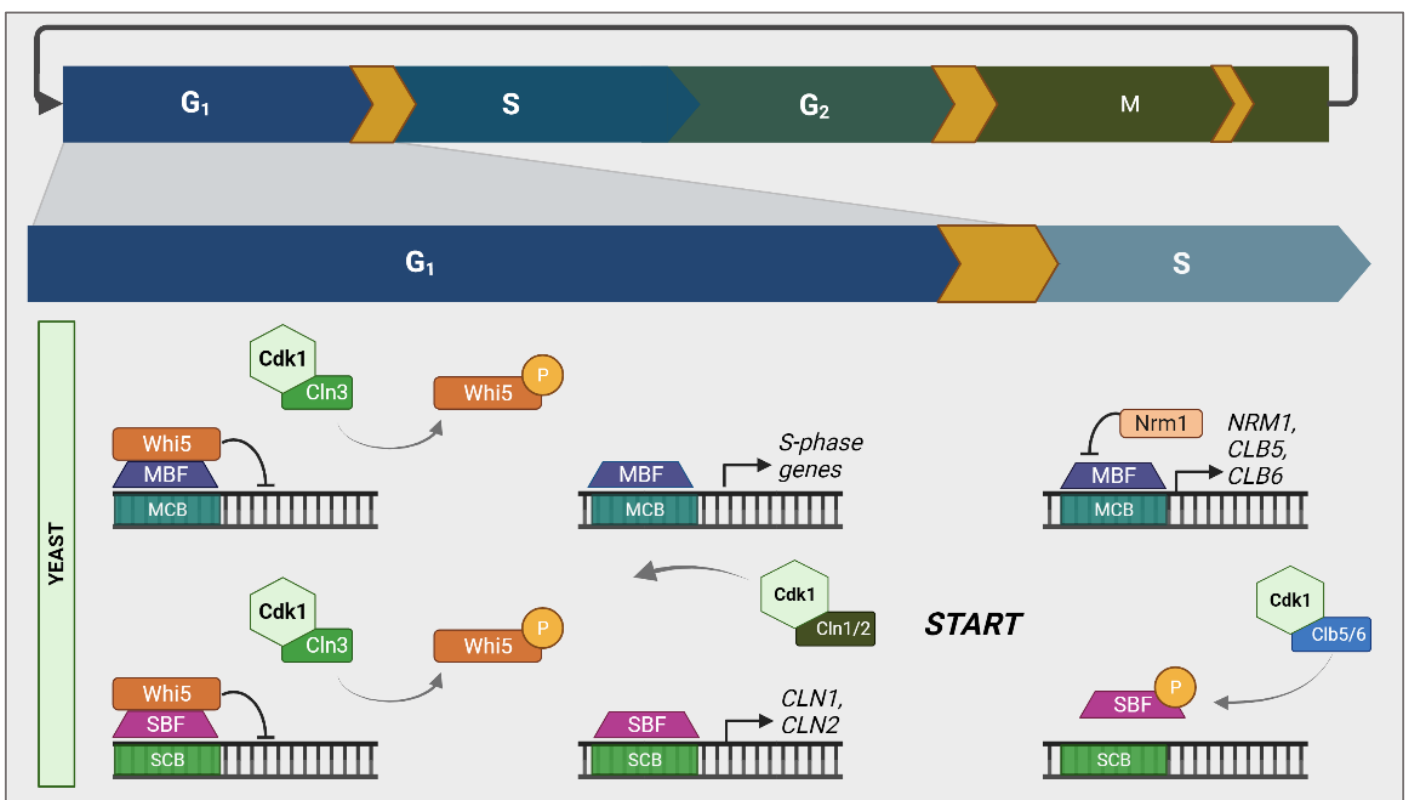 G₁ S G₂ M
G₁ S
YEAST
Cdk1
Cln3
Whi5 P
Whi5
MBF
MCB
MBF
MCB
S-phase
genes
Nrm1
MBF
MCB
NRM1,
CLB5,
CLB6
Cdk1
Cln3
Whi5 P
Whi5
SBF
SCB
Cdk1
Cln1/2
START
SBF
SCB
CLN1,
CLN2
Cdk1
Clb5/6
SBF P
SCB